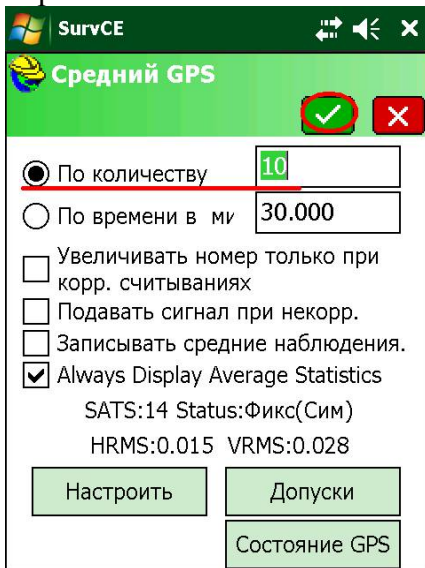 SurvCE
Средний GPS
По количеству 10
По времени в ми 30.000
Увеличивать номер только при
корр. считываниях
Подавать сигнал при некорр.
Записывать средние наблюдения.
Always Display Average Statistics
SATS:14 Status:Фикс(Сим)
HRMS:0.015 VRMS:0.028
Настроить Допуски
Состояние GPS